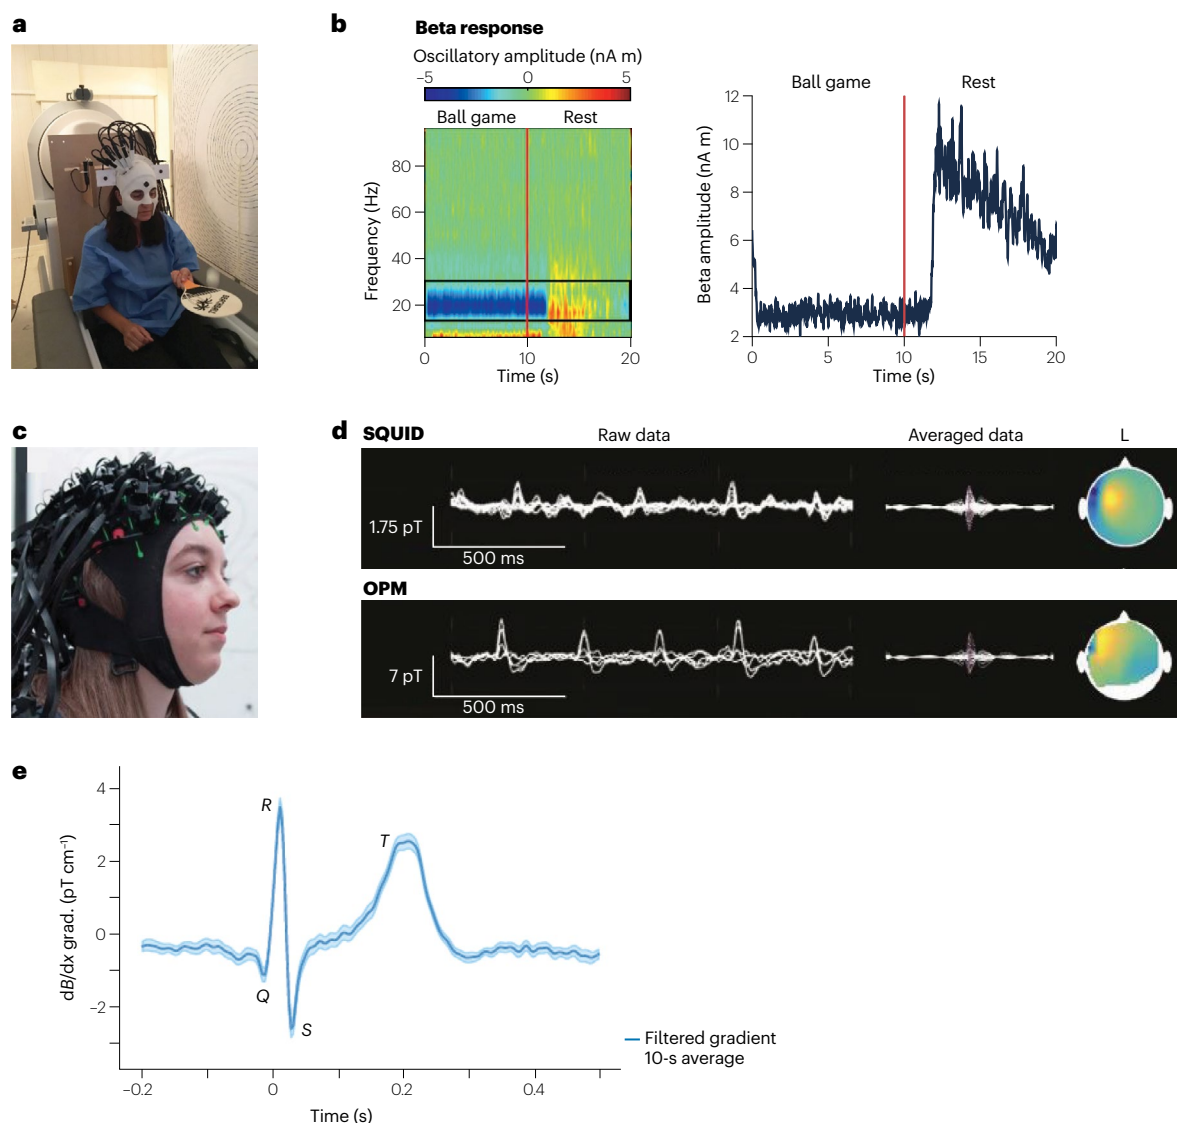 a
b
Beta response
Oscillatory amplitude (nA m)
−5 0 5
Ball game Rest
80
60
40
20
Frequency (Hz)
0 10 20
Time (s)
Ball game Rest
12
10
8
6
4
2
Beta amplitude (nA m)
0 5 10 15 20
Time (s)
c
d
SQUID Raw data Averaged data L
1.75 pT
500 ms
OPM
7 pT
500 ms
e
4
2
0
−2
dB/dx grad. (pT cm⁻¹)
R
T
Q
S
Filtered gradient
10-s average
−0.2 0 0.2 0.4
Time (s)